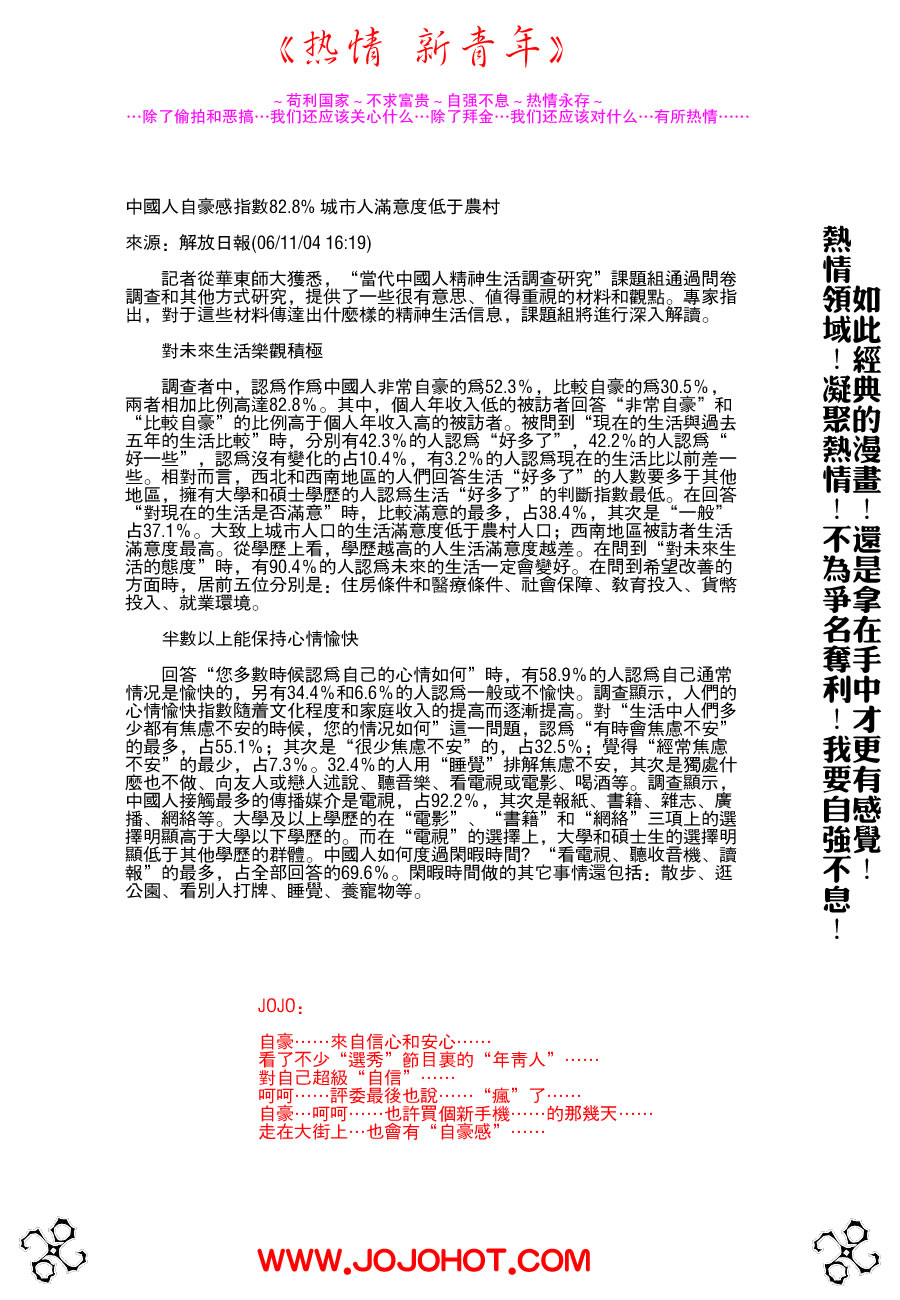 《热情 新青年》
~苟利国家~不求富贵~自强不息~热情永存~
…除了偷拍和恶搞…我们还应该关心什么…除了拜金…我们还应该对什么…有所热情……
中國人自豪感指數82.8% 城市人滿意度低于農村
來源：解放日報(06/11/04 16:19)
記者從華東師大獲悉，“當代中國人精神生活調查研究”課題組通過問卷
調查和其他方式研究，提供了一些很有意思、值得重視的材料和觀點。專家指
出，對于這些材料傳達出什麼樣的精神生活信息，課題組將進行深入解讀。
對未來生活樂觀積極
調查者中，認爲作爲中國人非常自豪的爲52.3%，比較自豪的爲30.5%，
兩者相加比例高達82.8%。其中，個人年收入低的被訪者回答“非常自豪”和
“比較自豪”的比例高于個人年收入高的被訪者。被問到“現在的生活與過去
五年的生活比較”時，分別有42.3%的人認爲“好多了”，42.2%的人認爲“
好一些”，認爲沒有變化的占10.4%，有3.2%的人認爲現在的生活比以前差一
些。相對而言，西北和西南地區的人們回答生活“好多了”的人數要多于其他
地區，擁有大學和碩士學歷的人認爲生活“好多了”的判斷指數最低。在回答
“對現在的生活是否滿意”時，比較滿意的最多，占38.4%，其次是“一般”
占37.1%。大致上城市人口的生活滿意度低于農村人口；西南地區被訪者生活
滿意度最高。從學歷上看，學歷越高的人生活滿意度越差。在問到“對未來生
活的態度”時，有90.4%的人認爲未來的生活一定會變好。在問到希望改善的
方面時，居前五位分別是：住房條件和醫療條件、社會保障、敎育投入、貨幣
投入、就業環境。
半數以上能保持心情愉快
回答“您多數時候認爲自己的心情如何”時，有58.9%的人認爲自己通常
情况是愉快的，另有34.4%和6.6%的人認爲一般或不愉快。調查顯示，人們的
心情愉快指數隨着文化程度和家庭收入的提高而逐漸提高。對“生活中人們多
少都有焦慮不安的時候，您的情况如何”這一問題，認爲“有時會焦慮不安”
的最多，占55.1%；其次是“很少焦慮不安”的，占32.5%；覺得“經常焦慮
不安”的最少，占7.3%。32.4%的人用“睡覺”排解焦慮不安，其次是獨處什
麼也不做、向友人或戀人述說、聽音樂、看電視或電影、喝酒等。調查顯示，
中國人接觸最多的傳播媒介是電視，占92.2%，其次是報紙、書籍、雜志、廣
播、網絡等。大學及以上學歷的在“電影”、“書籍”和“網絡”三項上的選
擇明顯高于大學以下學歷的。而在“電視”的選擇上，大學和碩士生的選擇明
顯低于其他學歷的群體。中國人如何度過閑暇時間？“看電視、聽收音機、讀
報”的最多，占全部回答的69.6%。閑暇時間做的其它事情還包括：散步、逛
公園、看別人打牌、睡覺、養寵物等。
如此經典的漫畫！還是拿在手中才更有感覺！
熱情領域！凝聚熱情！不為爭名奪利！我要自強不息！
JOJO：
自豪……來自信心和安心……
看了不少“選秀”節目裏的“年靑人”……
對自己超級“自信”……
呵呵……評委最後也說……“瘋”了……
自豪…呵呵……也許買個新手機……的那幾天……
走在大街上…也會有“自豪感”……
WWW.JOJOHOT.COM